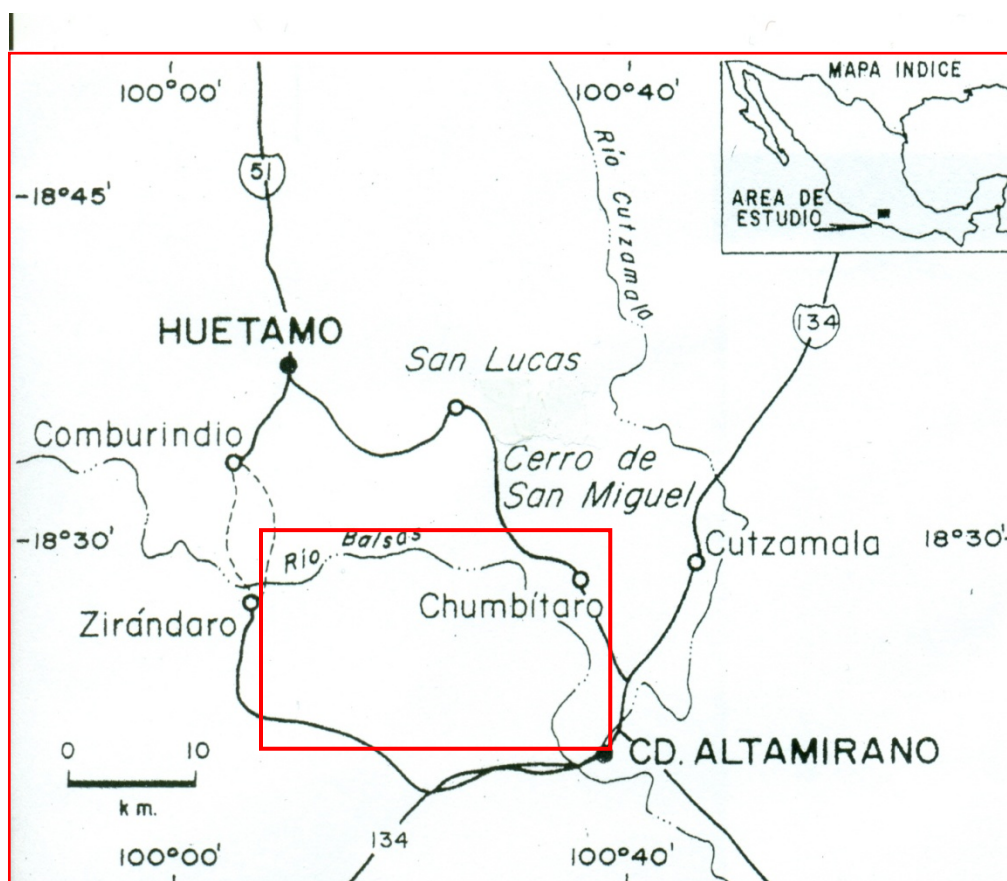 100°00'
100°40'
MAPA INDICE
51
Río Cutzamala
-18°45'
AREA DE
ESTUDIO
134
HUETAMO
San Lucas
Comburindio
Cerro de
San Miguel
-18°30'
Río Balsas
Cutzamala
18°30'-
Chumbítaro
Zirándaro
0 10
km.
CD. ALTAMIRANO
134
100°00'
100°40'